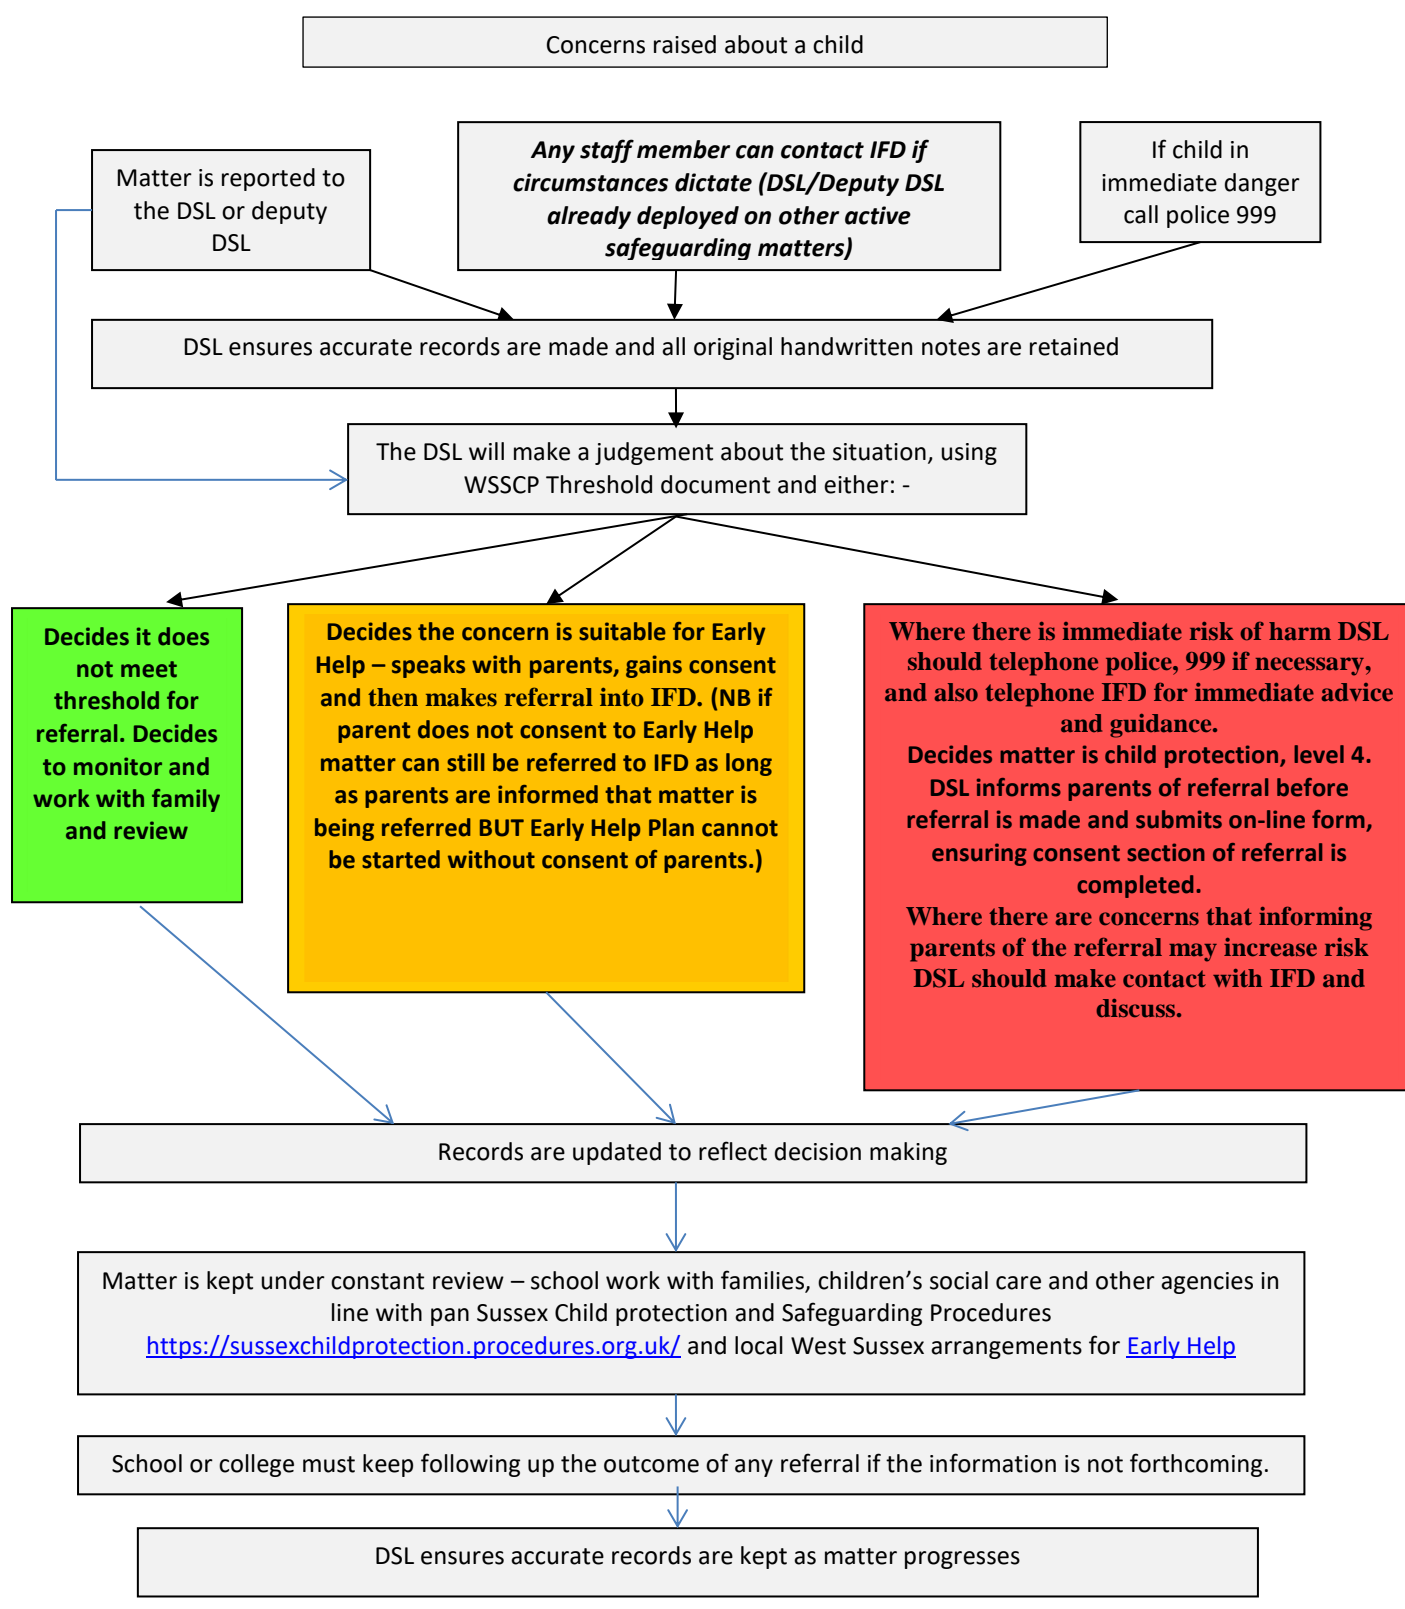 Concerns raised about a child
Matter is reported to
the DSL or deputy
DSL
Any staff member can contact IFD if
circumstances dictate (DSL/Deputy DSL
already deployed on other active
safeguarding matters)
If child in
immediate danger
call police 999
DSL ensures accurate records are made and all original handwritten notes are retained
The DSL will make a judgement about the situation, using
WSSCP Threshold document and either: -
Decides it does
not meet
threshold for
referral. Decides
to monitor and
work with family
and review
Decides the concern is suitable for Early
Help – speaks with parents, gains consent
and then makes referral into IFD. (NB if
parent does not consent to Early Help
matter can still be referred to IFD as long
as parents are informed that matter is
being referred BUT Early Help Plan cannot
be started without consent of parents.)
Where there is immediate risk of harm DSL
should telephone police, 999 if necessary,
and also telephone IFD for immediate advice
and guidance.
Decides matter is child protection, level 4.
DSL informs parents of referral before
referral is made and submits on-line form,
ensuring consent section of referral is
completed.
Where there are concerns that informing
parents of the referral may increase risk
DSL should make contact with IFD and
discuss.
Records are updated to reflect decision making
Matter is kept under constant review – school work with families, children’s social care and other agencies in
line with pan Sussex Child protection and Safeguarding Procedures
https://sussexchildprotection.procedures.org.uk/ and local West Sussex arrangements for Early Help
School or college must keep following up the outcome of any referral if the information is not forthcoming.
DSL ensures accurate records are kept as matter progresses